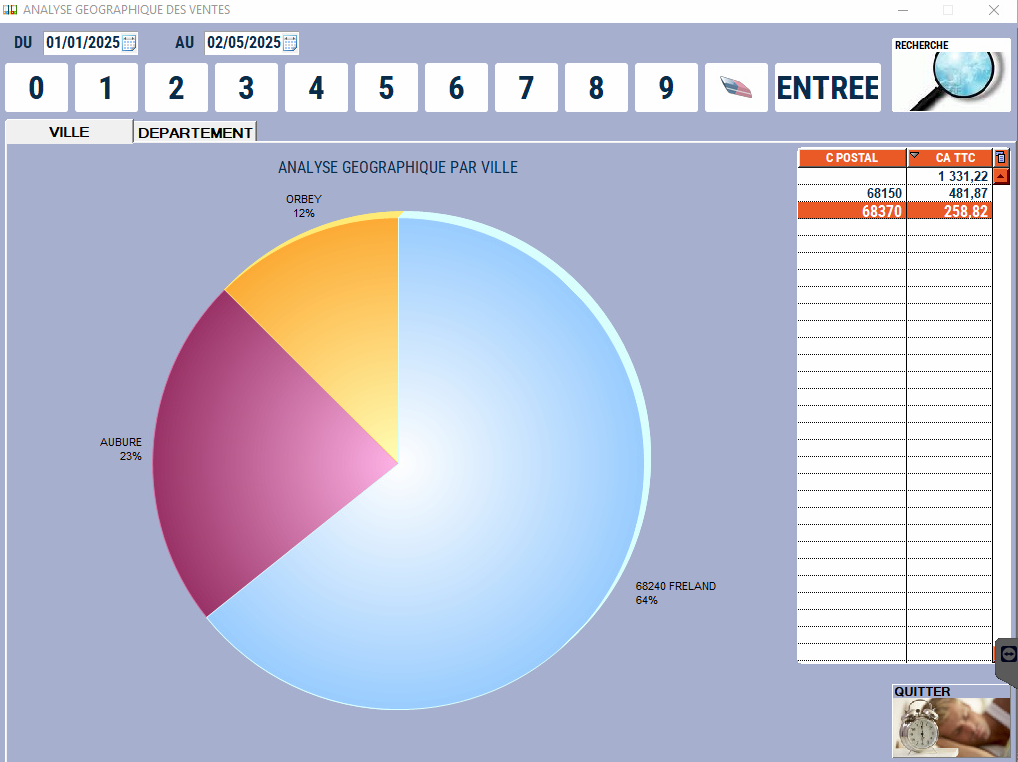 ANALYSE GEOGRAPHIQUE DES VENTES
DU 01/01/2025 AU 02/05/2025
RECHERCHE
0 1 2 3 4 5 6 7 8 9 ENTREE
VILLE DEPARTEMENT
ANALYSE GEOGRAPHIQUE PAR VILLE
C POSTAL CA TTC
1 331,22
68150 481,87
68370 258,82
ORBEY
12%
AUBURE
23%
68240 FRELAND
64%
QUITTER